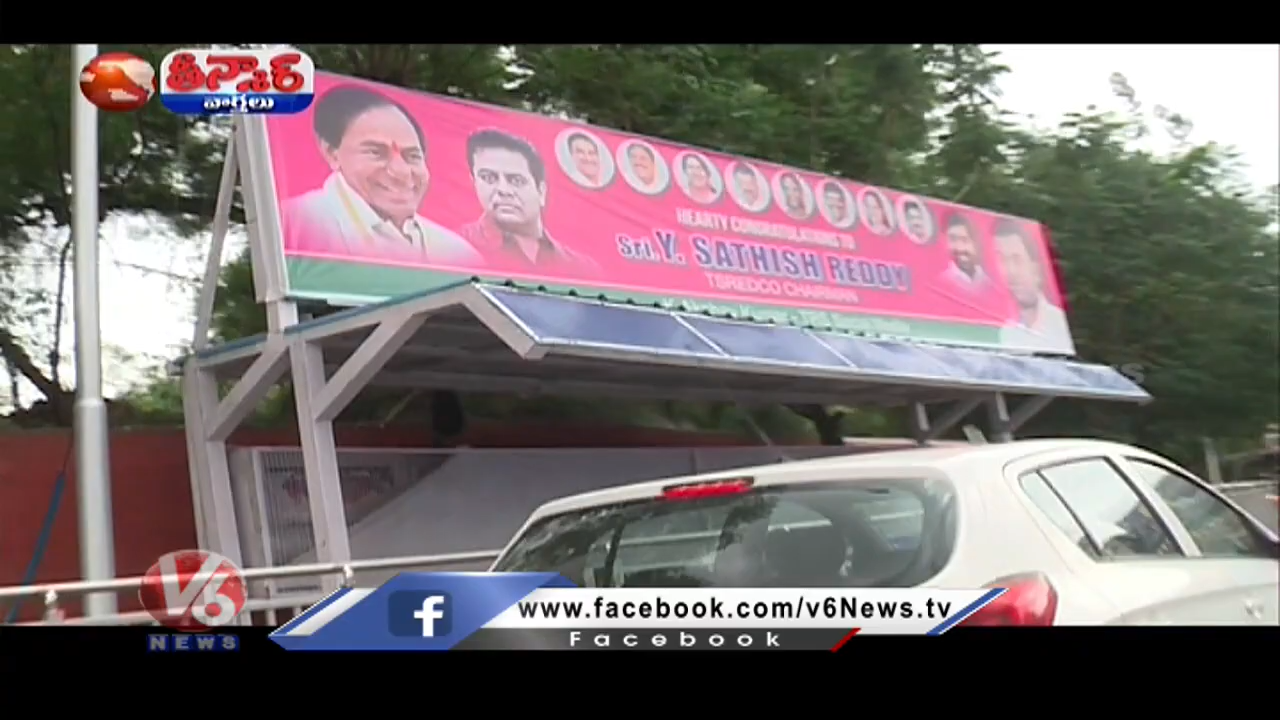 తీన్మార్
వార్తలు
HEARTY CONGRATULATIONS TO
Sri. Y. SATHISH REDDY
TSREDCO CHAIRMAN
V6
NEWS
f
www.facebook.com/v6News.tv
Facebook